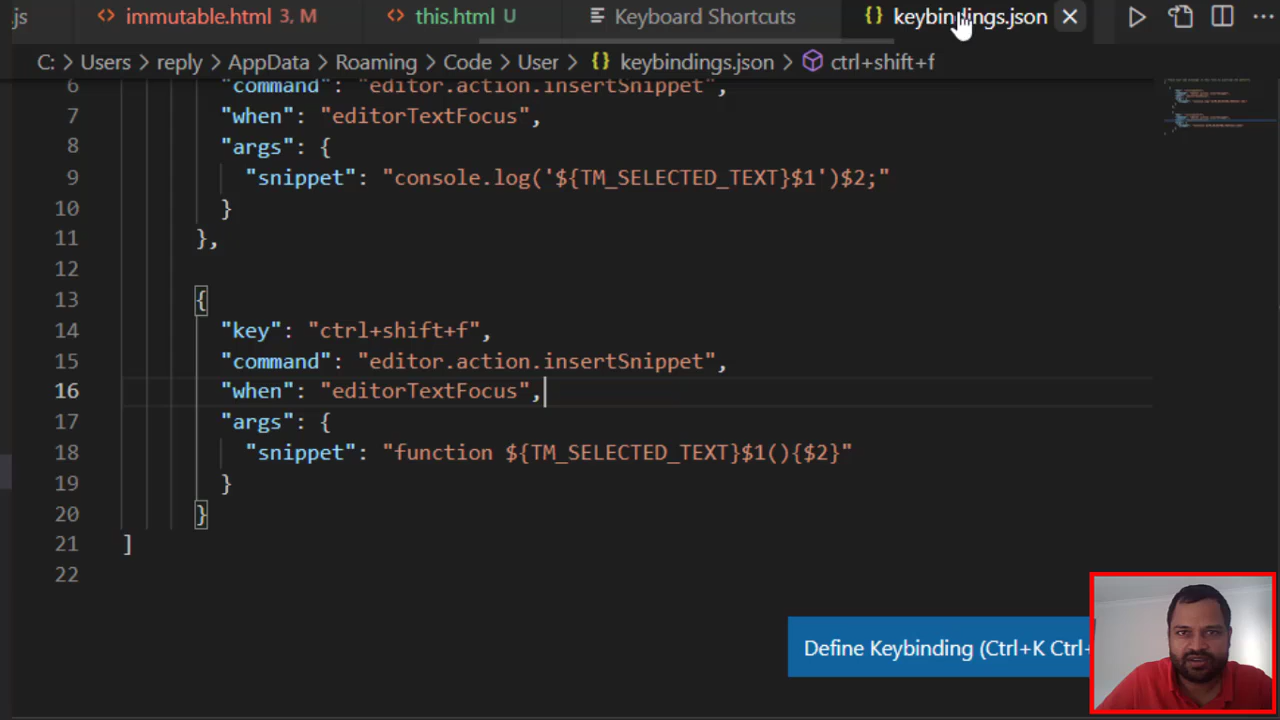 .js
immutable.html 3, M
this.html U
Keyboard Shortcuts
keybindings.json
C: > Users > reply > AppData > Roaming > Code > User > {} keybindings.json > ctrl+shift+f
6 "command": "editor.action.insertSnippet",
7 "when": "editorTextFocus",
8 "args": {
9 "snippet": "console.log('${TM_SELECTED_TEXT}$1')$2;"
10 }
11 },
12
13 {
14 "key": "ctrl+shift+f",
15 "command": "editor.action.insertSnippet",
16 "when": "editorTextFocus",
17 "args": {
18 "snippet": "function ${TM_SELECTED_TEXT}$1(){$2}"
19 }
20 }
21 ]
22
Define Keybinding (Ctrl+K Ctrl+